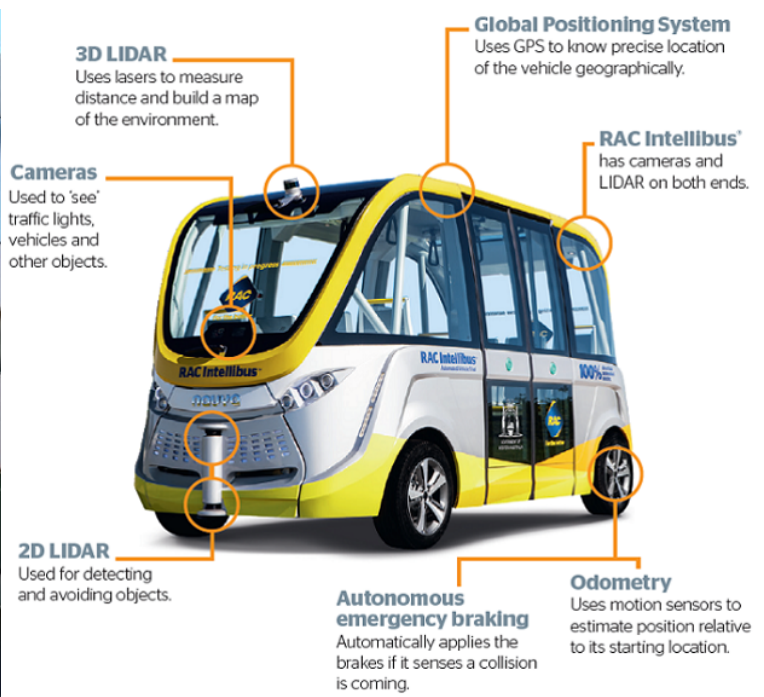 Global Positioning System
Uses GPS to know precise location
of the vehicle geographically.
3D LIDAR
Uses lasers to measure
distance and build a map
of the environment.
RAC Intellibus®
has cameras and
LIDAR on both ends.
Cameras
Used to 'see'
traffic lights,
vehicles and
other objects.
RAC
RAC Intellibus™
RAC Intellibus™
100%
NAVYA
RAC
2D LIDAR
Used for detecting
and avoiding objects.
Autonomous
emergency braking
Automatically applies the
brakes if it senses a collision
is coming.
Odometry
Uses motion sensors to
estimate position relative
to its starting location.